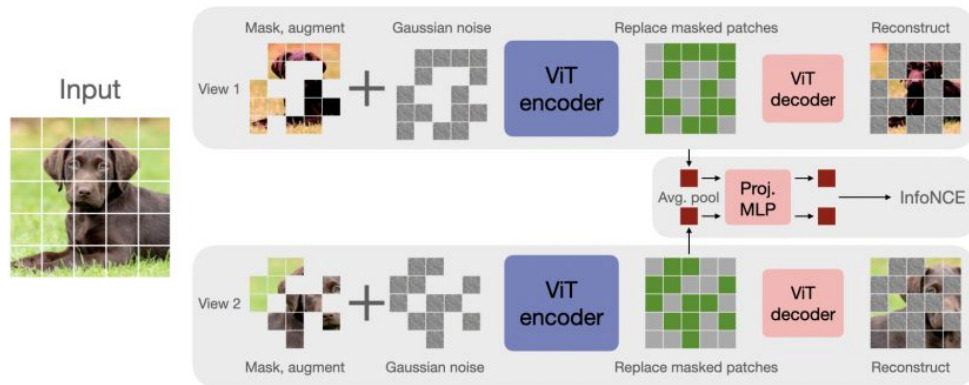 Mask, augment
Gaussian noise
Replace masked patches
Reconstruct
Input
View 1
ViT
encoder
ViT
decoder
Avg. pool
Proj.
MLP
InfoNCE
View 2
ViT
encoder
ViT
decoder
Mask, augment
Gaussian noise
Replace masked patches
Reconstruct